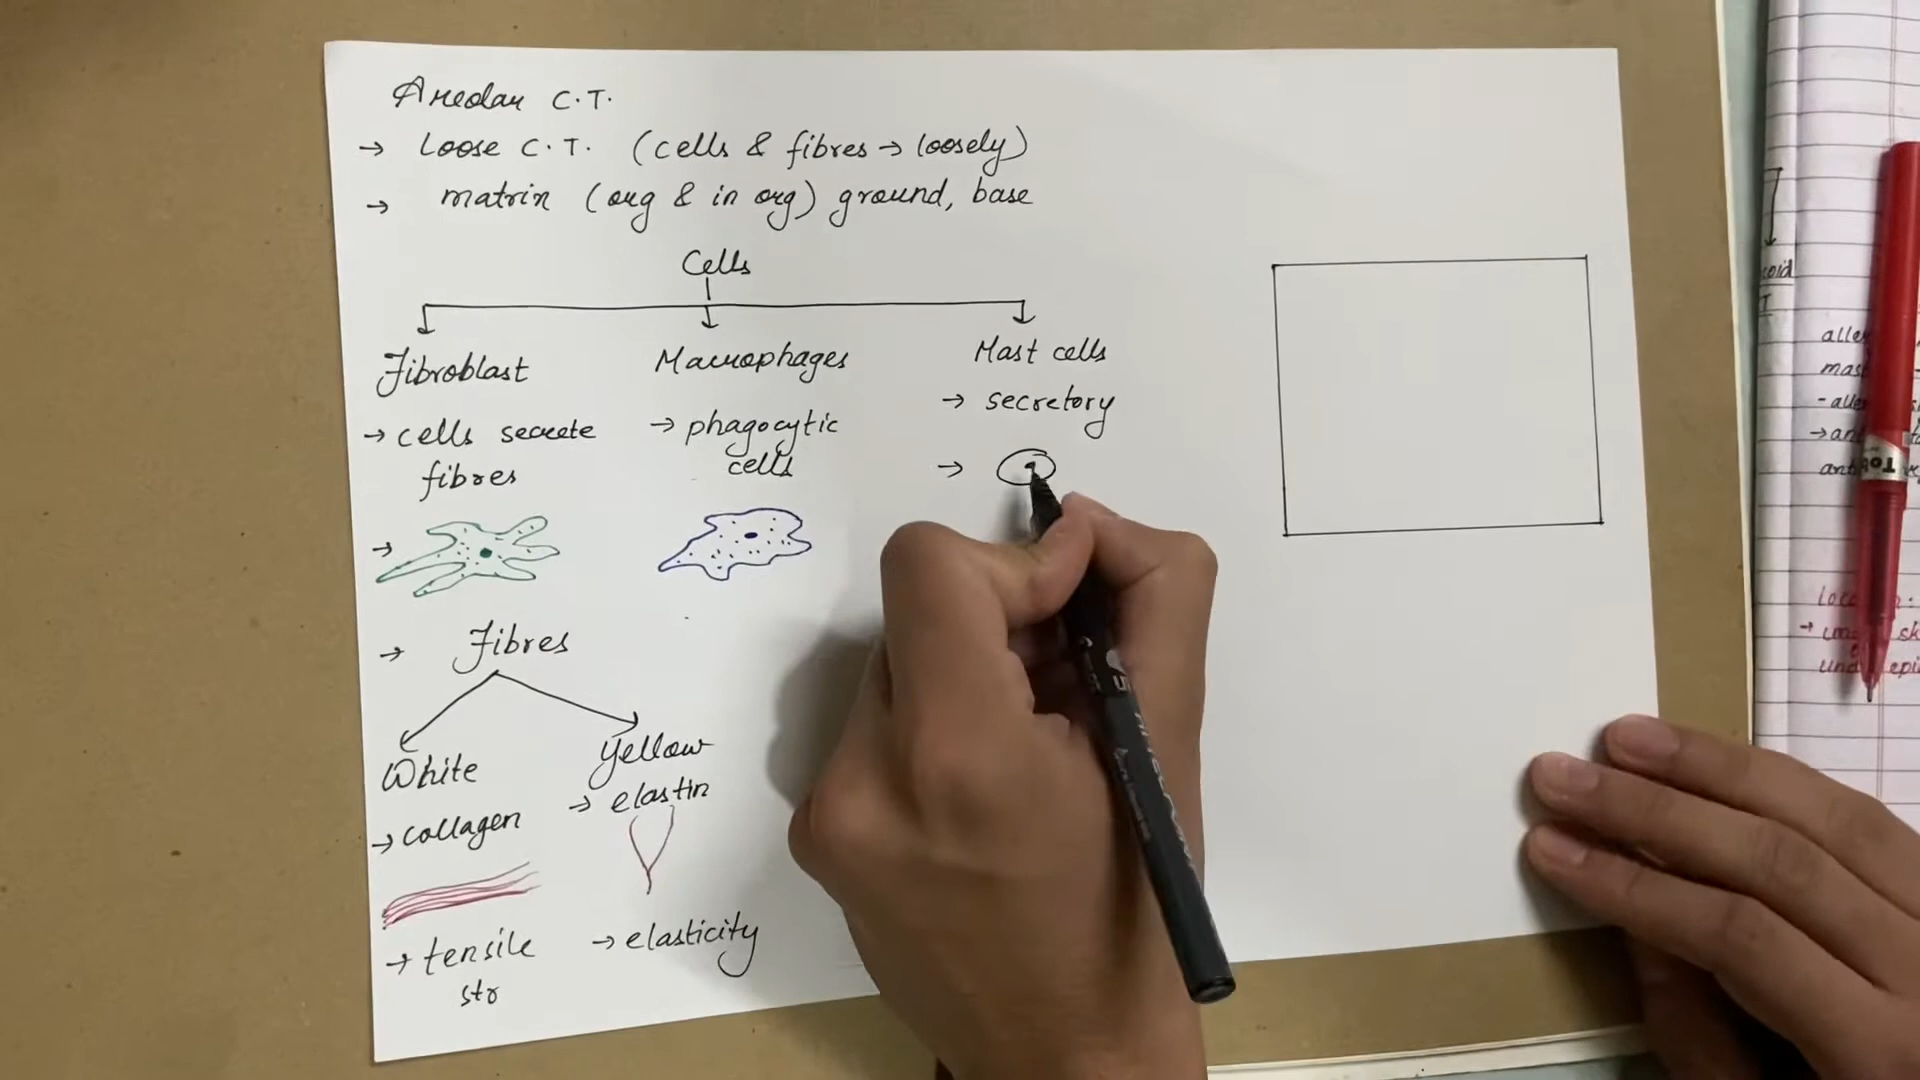 Areolar C.T.
→ Loose C.T. (cells & fibres → loosely)
→ matrix (org & in org) ground, base
Cells
Fibroblast
Macrophages
Mast cells
→ cells secrete
fibres
→ phagocytic
cells
→ secretory
→
→
→ Fibres
White
Yellow
→ collagen
→ elastin
→ tensile
str
→ elasticity